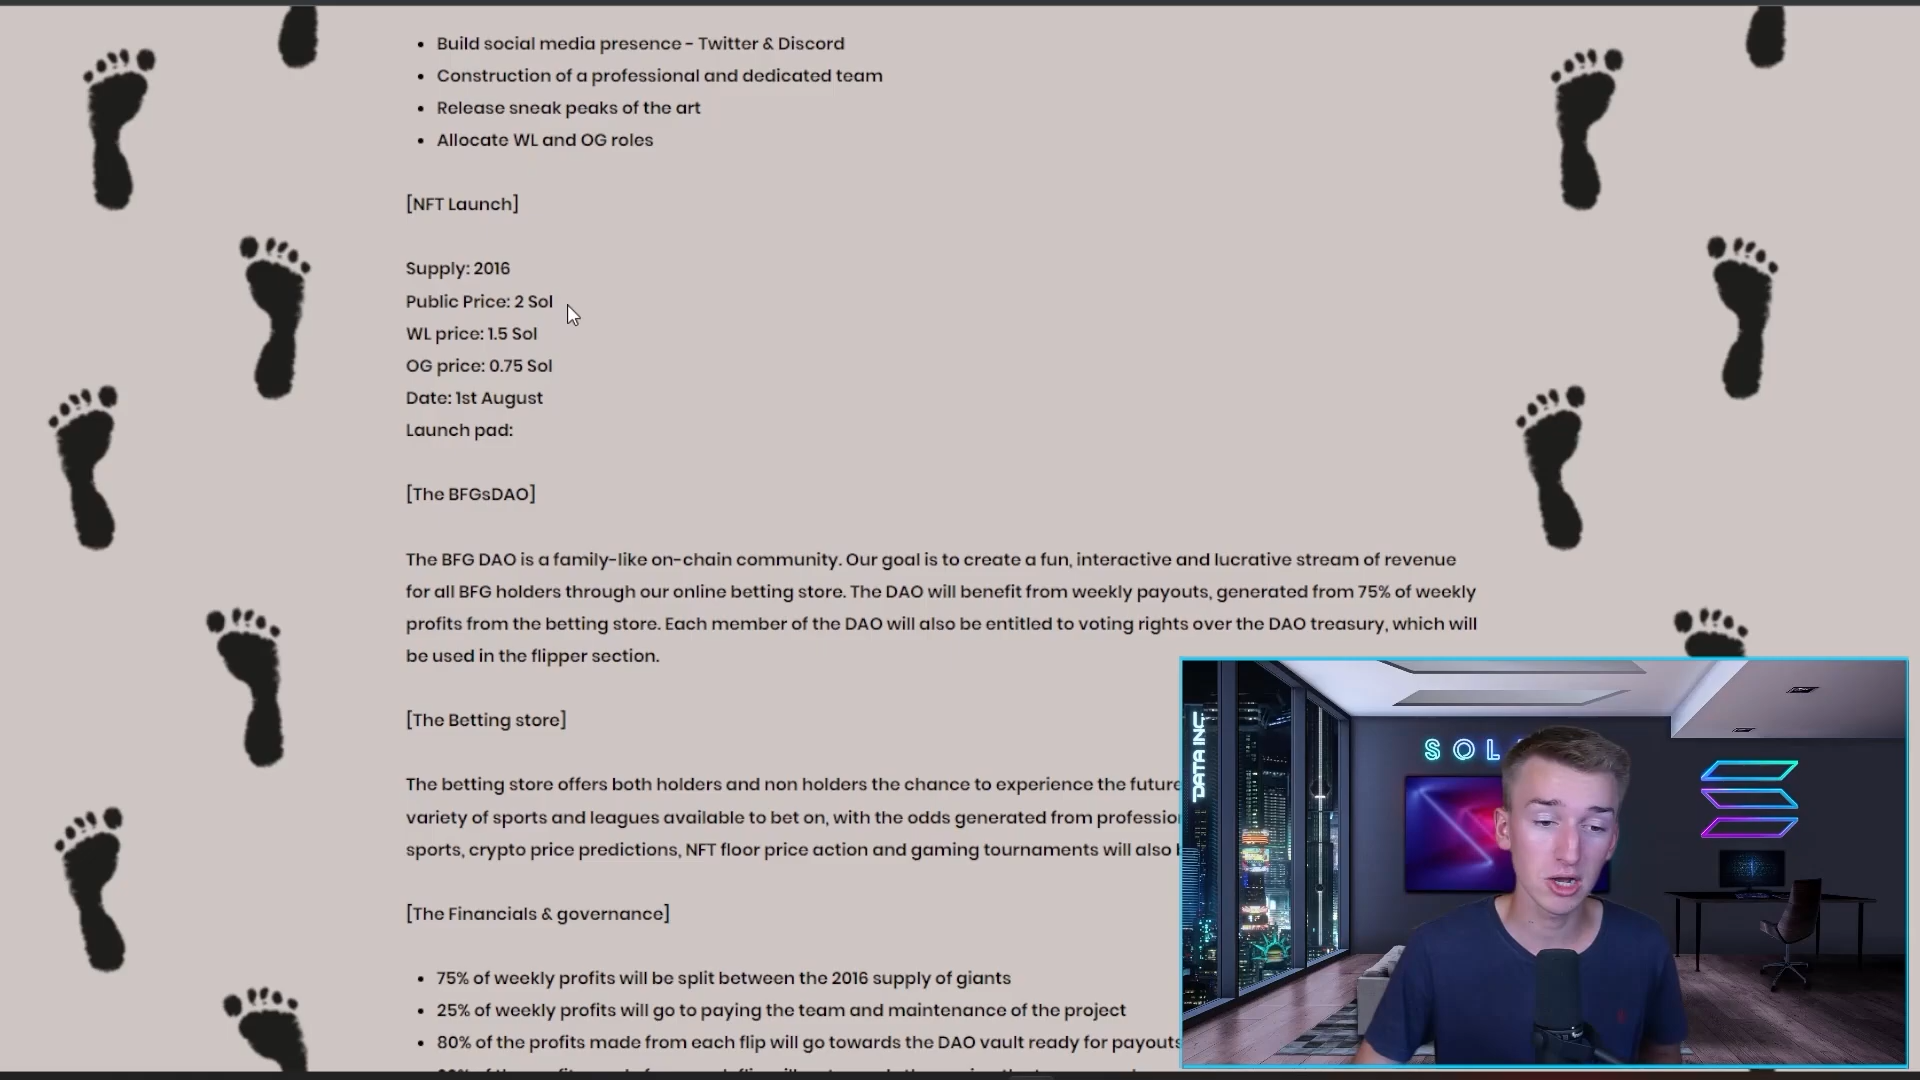 Build social media presence - Twitter & Discord
Construction of a professional and dedicated team
Release sneak peaks of the art
Allocate WL and OG roles
[NFT Launch]
Supply: 2016
Public Price: 2 Sol
WL price: 1.5 Sol
OG price: 0.75 Sol
Date: 1st August
Launch pad:
[The BFGsDAO]
The BFG DAO is a family-like on-chain community. Our goal is to create a fun, interactive and lucrative stream of revenue
for all BFG holders through our online betting store. The DAO will benefit from weekly payouts, generated from 75% of weekly
profits from the betting store. Each member of the DAO will also be entitled to voting rights over the DAO treasury, which will
be used in the flipper section.
[The Betting store]
The betting store offers both holders and non holders the chance to experience the future
variety of sports and leagues available to bet on, with the odds generated from
sports, crypto price predictions, NFT floor price action and gaming tournaments will also
[The Financials & governance]
75% of weekly profits will be split between the 2016 supply of giants
25% of weekly profits will go to paying the team and maintenance of the project
80% of the profits made from each flip will go towards the DAO vault ready for payouts
DATA INC.
SOL